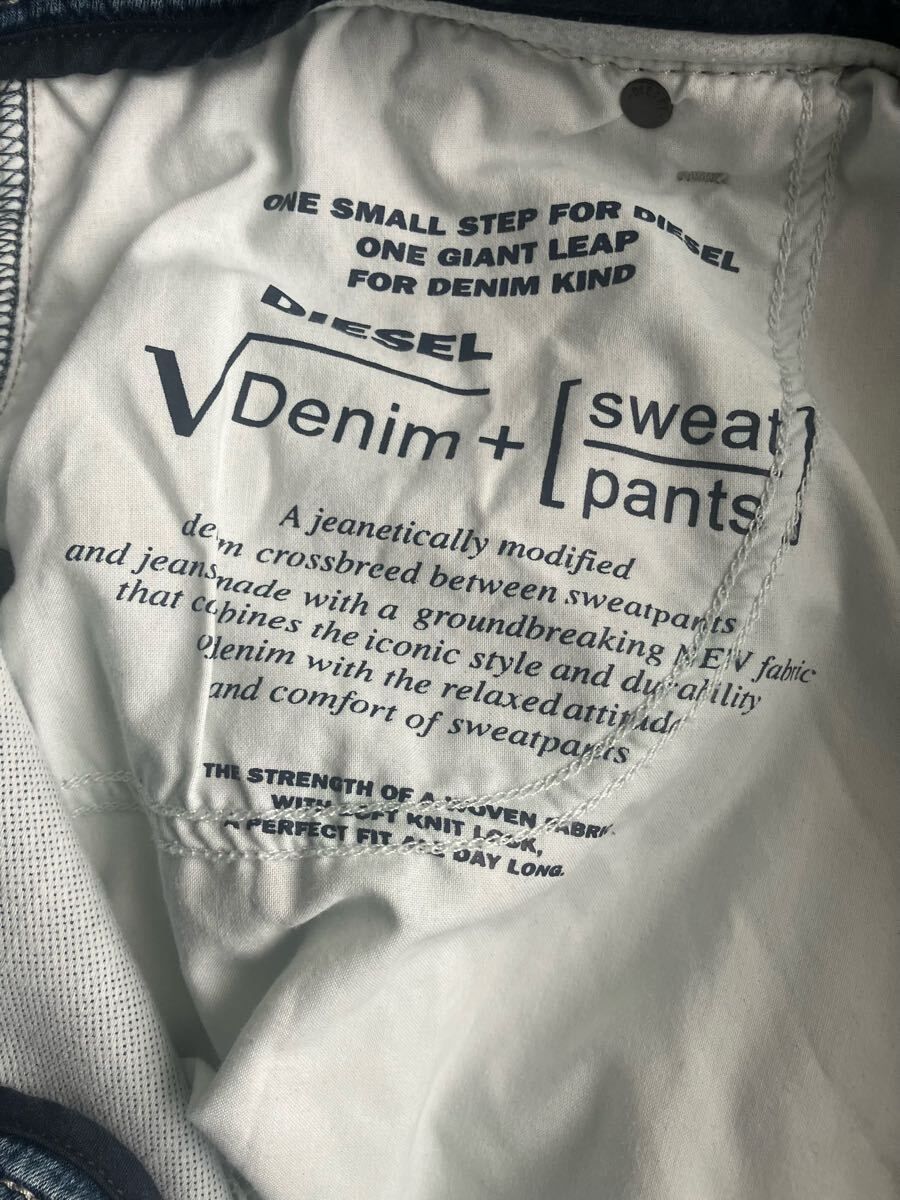 ONE SMALL STEP FOR DIESEL
ONE GIANT LEAP
FOR DENIM KIND
DIESEL
√Denim + [sweat
pants]
A jeanetically modified
denim crossbreed between sweatpants
and jeans made with a groundbreaking NEW fabric
that combines the iconic style and durability
of denim with the relaxed attitude
and comfort of sweatpants
THE STRENGTH OF A WOVEN FABRIC
WITH SOFT KNIT LOOK,
A PERFECT FIT ALL DAY LONG.